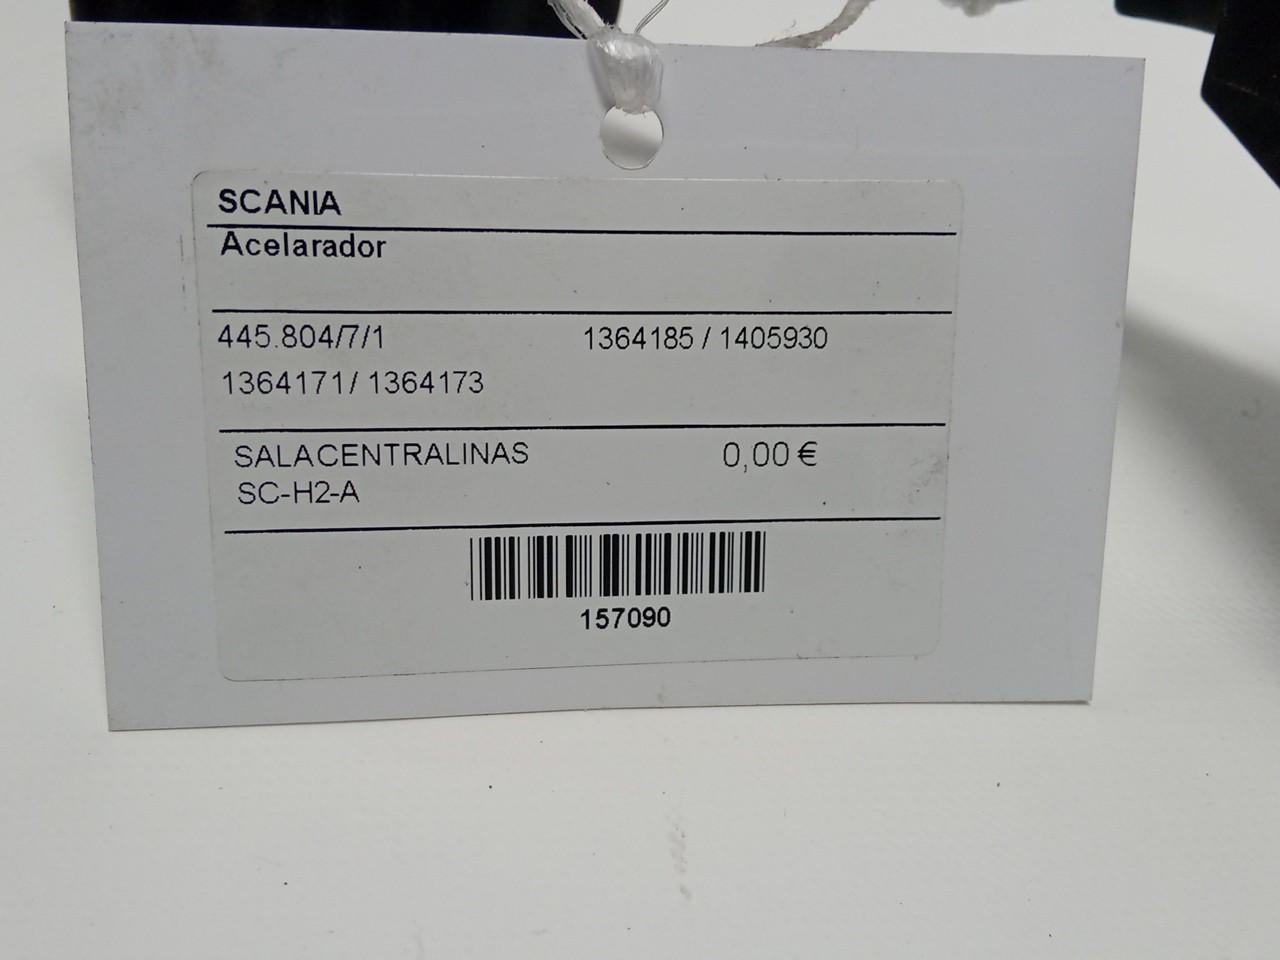 SCANIA
Acelarador
445.804/7/1 1364185 / 1405930
1364171/ 1364173
SALACENTRALINAS 0,00 €
SC-H2-A
157090